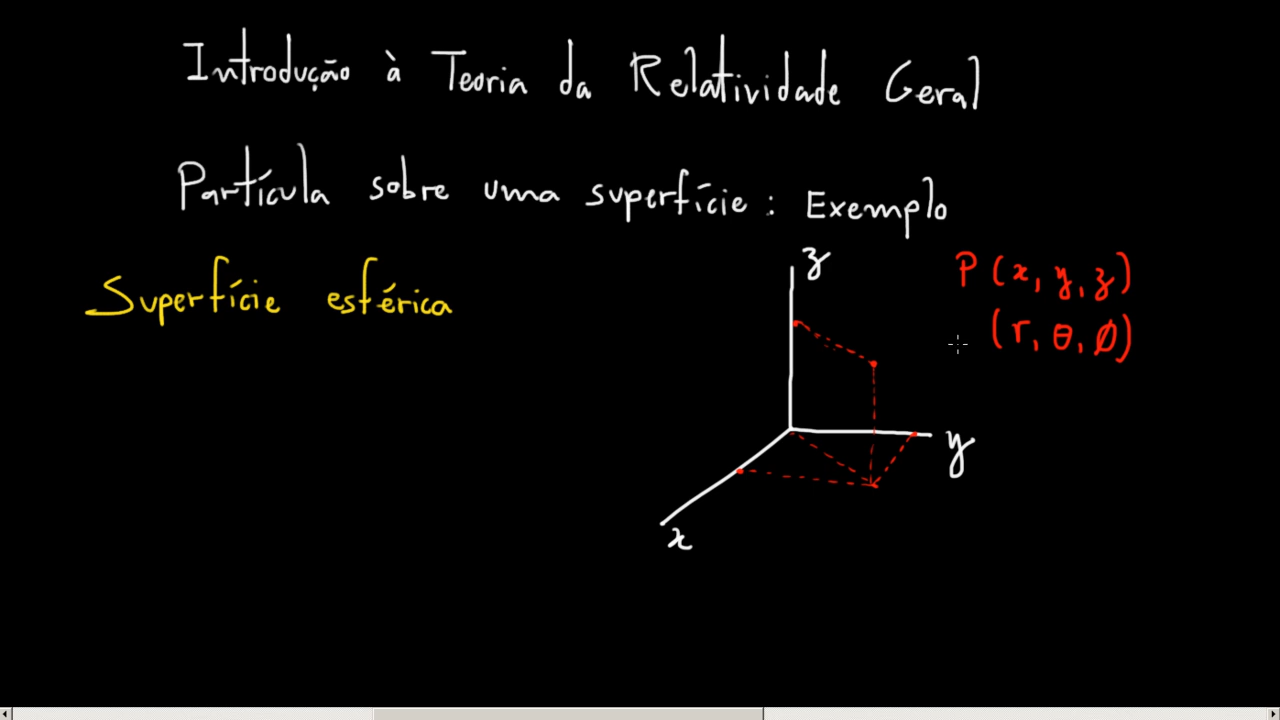 Introdução à Teoria da Relatividade Geral
Partícula sobre uma superfície: Exemplo
Superfície esférica
z
P (x, y, z)
(r, θ, ϕ)
y
x